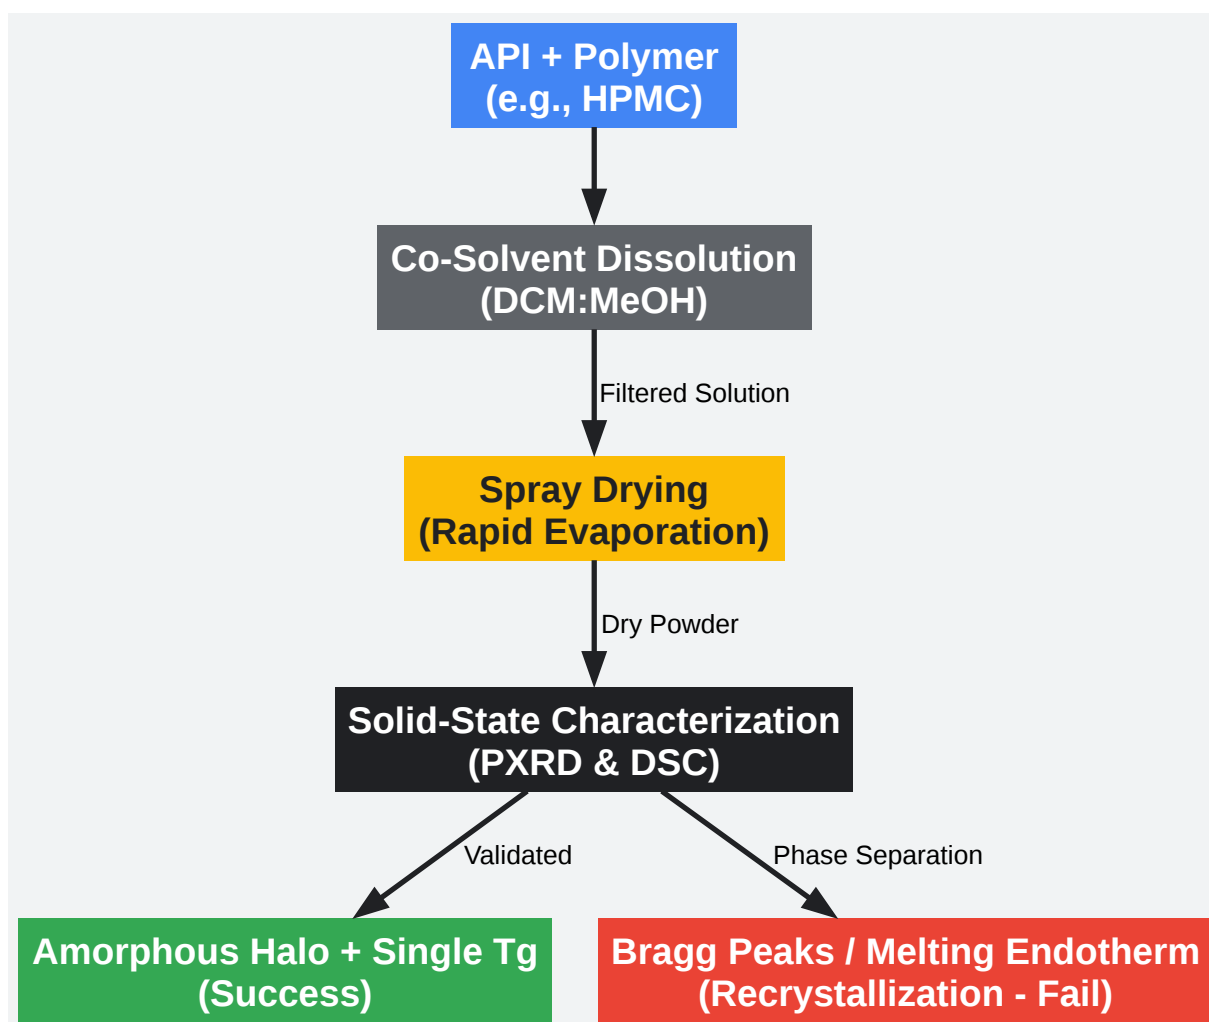 API + Polymer
(e.g., HPMC)
Co-Solvent Dissolution
(DCM:MeOH)
Filtered Solution
Spray Drying
(Rapid Evaporation)
Dry Powder
Solid-State Characterization
(PXRD & DSC)
Validated
Phase Separation
Amorphous Halo + Single Tg
(Success)
Bragg Peaks / Melting Endotherm
(Recrystallization - Fail)